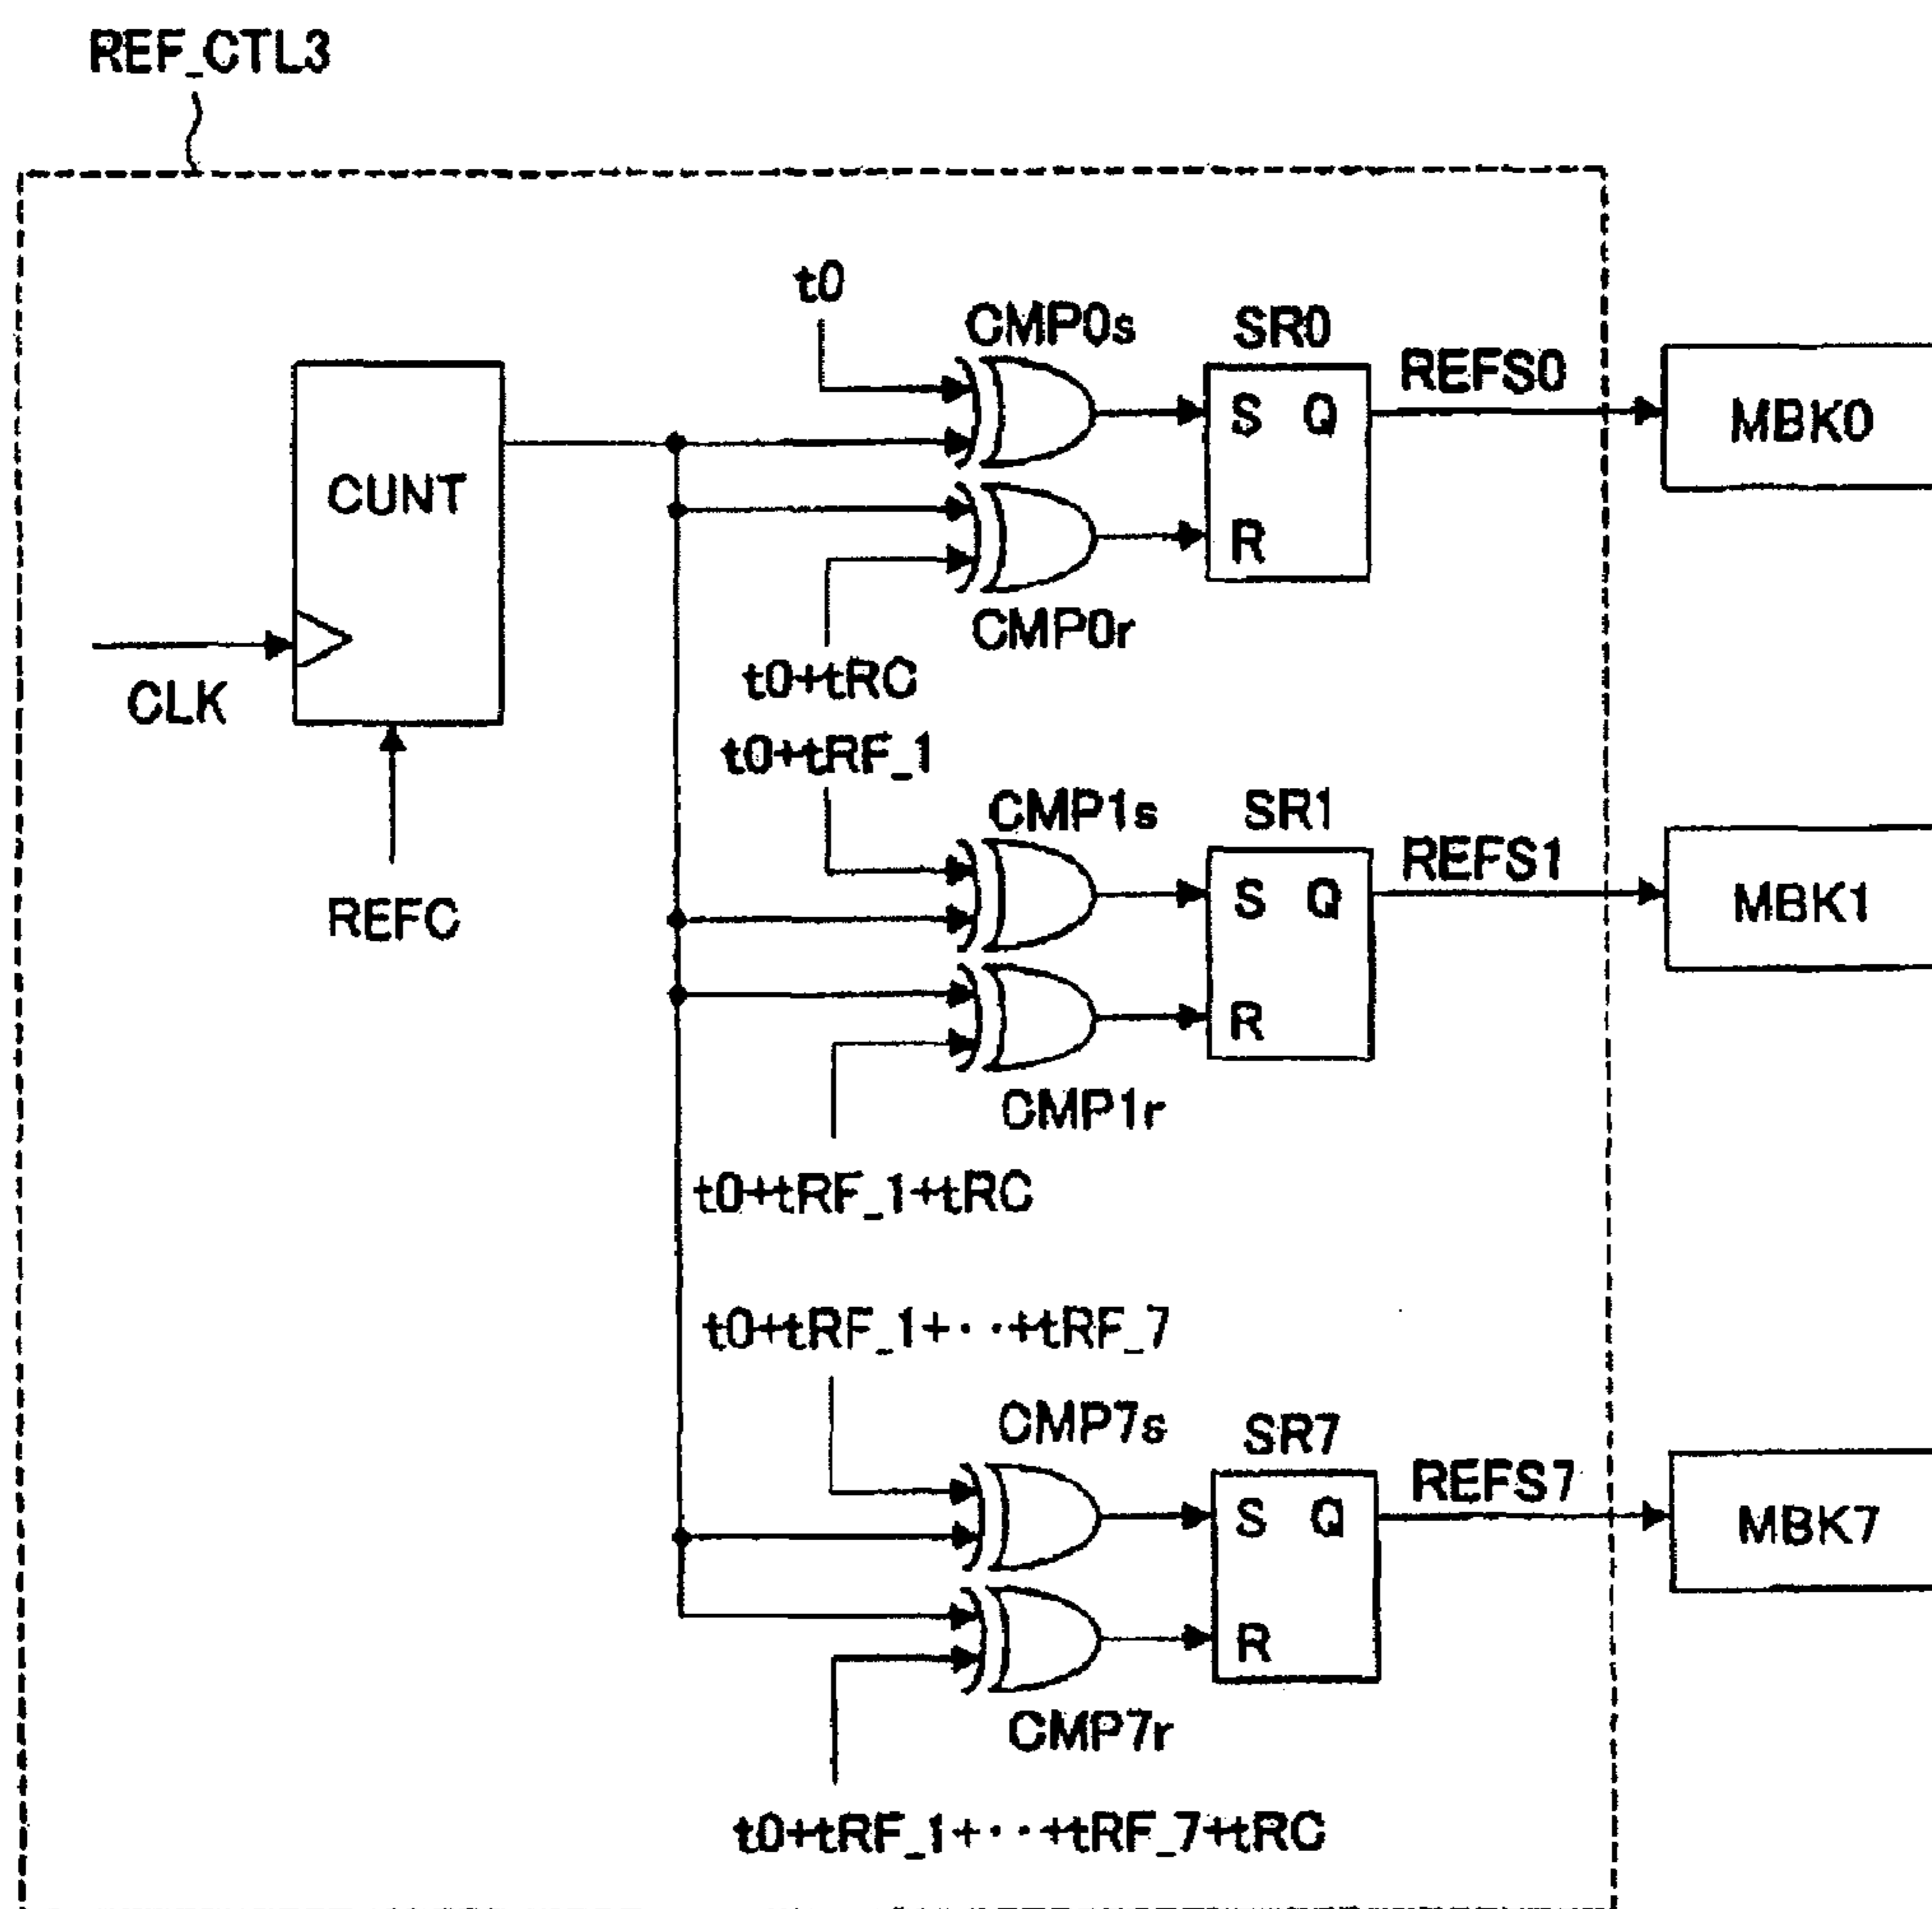 REF_CTL3
t0
CMP0s
SR0
REFS0
S Q
MBK0
CUNT
R
CMP0r
CLK
t0+tRC
t0+tRF_1
CMP1s
SR1
REFS1
REFC
S Q
MBK1
R
CMP1r
t0+tRF_1+tRC
t0+tRF_1+··+tRF_7
CMP7s
SR7
REFS7
S Q
MBK7
R
CMP7r
t0+tRF_1+··+tRF_7+tRC